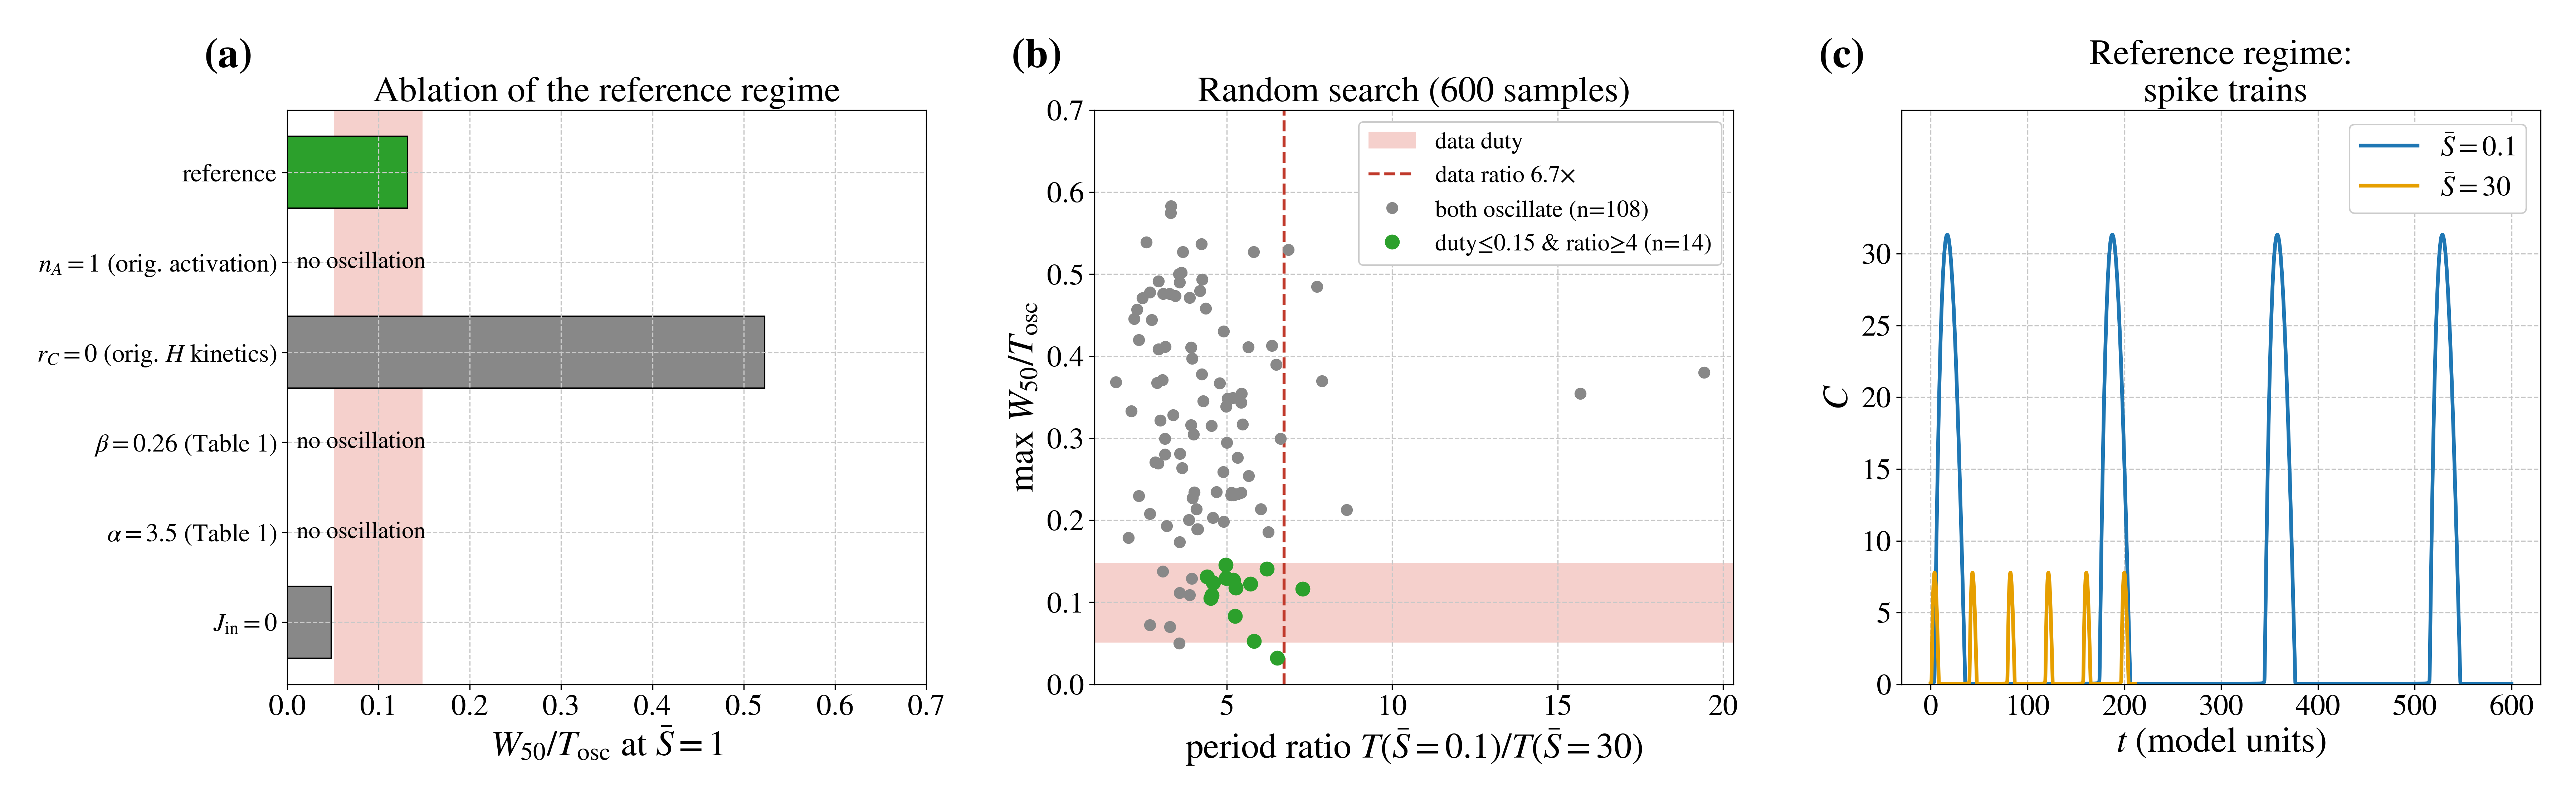 (a)
Ablation of the reference regime
reference
n_A = 1 (orig. activation)
no oscillation
r_C = 0 (orig. H kinetics)
β = 0.26 (Table 1)
no oscillation
α = 3.5 (Table 1)
no oscillation
J_in = 0
0.0 0.1 0.2 0.3 0.4 0.5 0.6 0.7
W_50/T_osc at S̄ = 1
(b)
Random search (600 samples)
data duty
data ratio 6.7×
both oscillate (n=108)
duty≤0.15 & ratio≥4 (n=14)
0.7
0.6
0.5
0.4
0.3
0.2
0.1
0.0
max W_50/T_osc
5 10 15 20
period ratio T(S̄ = 0.1)/T(S̄ = 30)
(c)
Reference regime:
spike trains
S̄ = 0.1
S̄ = 30
30
25
20
15
10
5
0
C
0 100 200 300 400 500 600
t (model units)